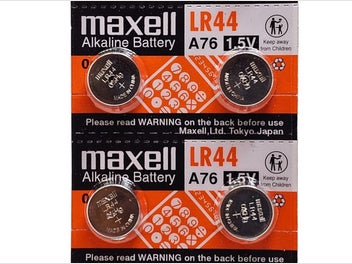 maxell
LR44
Alkaline Battery
A76 1.5V
Keep away
from Children
Please read WARNING on the back before use
Maxell,Ltd. Tokyo.Japan
maxell
LR44
Alkaline Battery
A76 1.5V
Keep away
from Children
Please read WARNING on the back before use